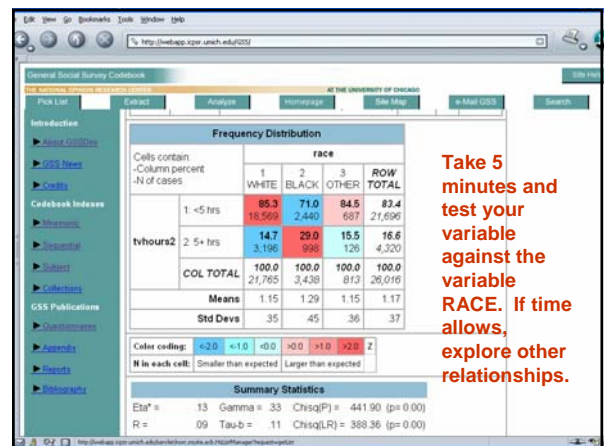 Edit View Go Bookmarks Tools Window Help
http://webapp.icpsr.umich.edu/GSS/
General Social Survey Codebook
Site Help
THE NATIONAL OPINION RESEARCH CENTER
AT THE UNIVERSITY OF CHICAGO
Pick List Extract Analyze Homepage Site Map e-Mail GSS Search
Introduction
About GSSDirs
GSS News
Credits
Codebook Indexes
Mnemonic
Sequential
Subject
Collections
GSS Publications
Questionnaires
Appendix
Reports
Bibliography
Frequency Distribution
Cells contain:
-Column percent
-N of cases
race
1 WHITE
2 BLACK
3 OTHER
ROW TOTAL
tvhours2
1: <5 hrs
85.3 71.0 84.5 83.4
18,569 2,440 687 21,696
2: 5+ hrs
14.7 29.0 15.5 16.6
3,196 998 126 4,320
COL TOTAL
100.0 100.0 100.0 100.0
21,765 3,438 813 26,016
Means 1.15 1.29 1.15 1.17
Std Devs .35 .45 .36 .37
Color coding: <-2.0 <-1.0 <0.0 >0.0 >1.0 >2.0 Z
N in each cell: Smaller than expected Larger than expected
Summary Statistics
Eta* = .13 Gamma = .33 Chisq(P) = 441.90 (p= 0.00)
R = .09 Tau-b = .11 Chisq(LR) = 388.36 (p= 0.00)
Take 5
minutes and
test your
variable
against the
variable
RACE. If time
allows,
explore other
relationships.